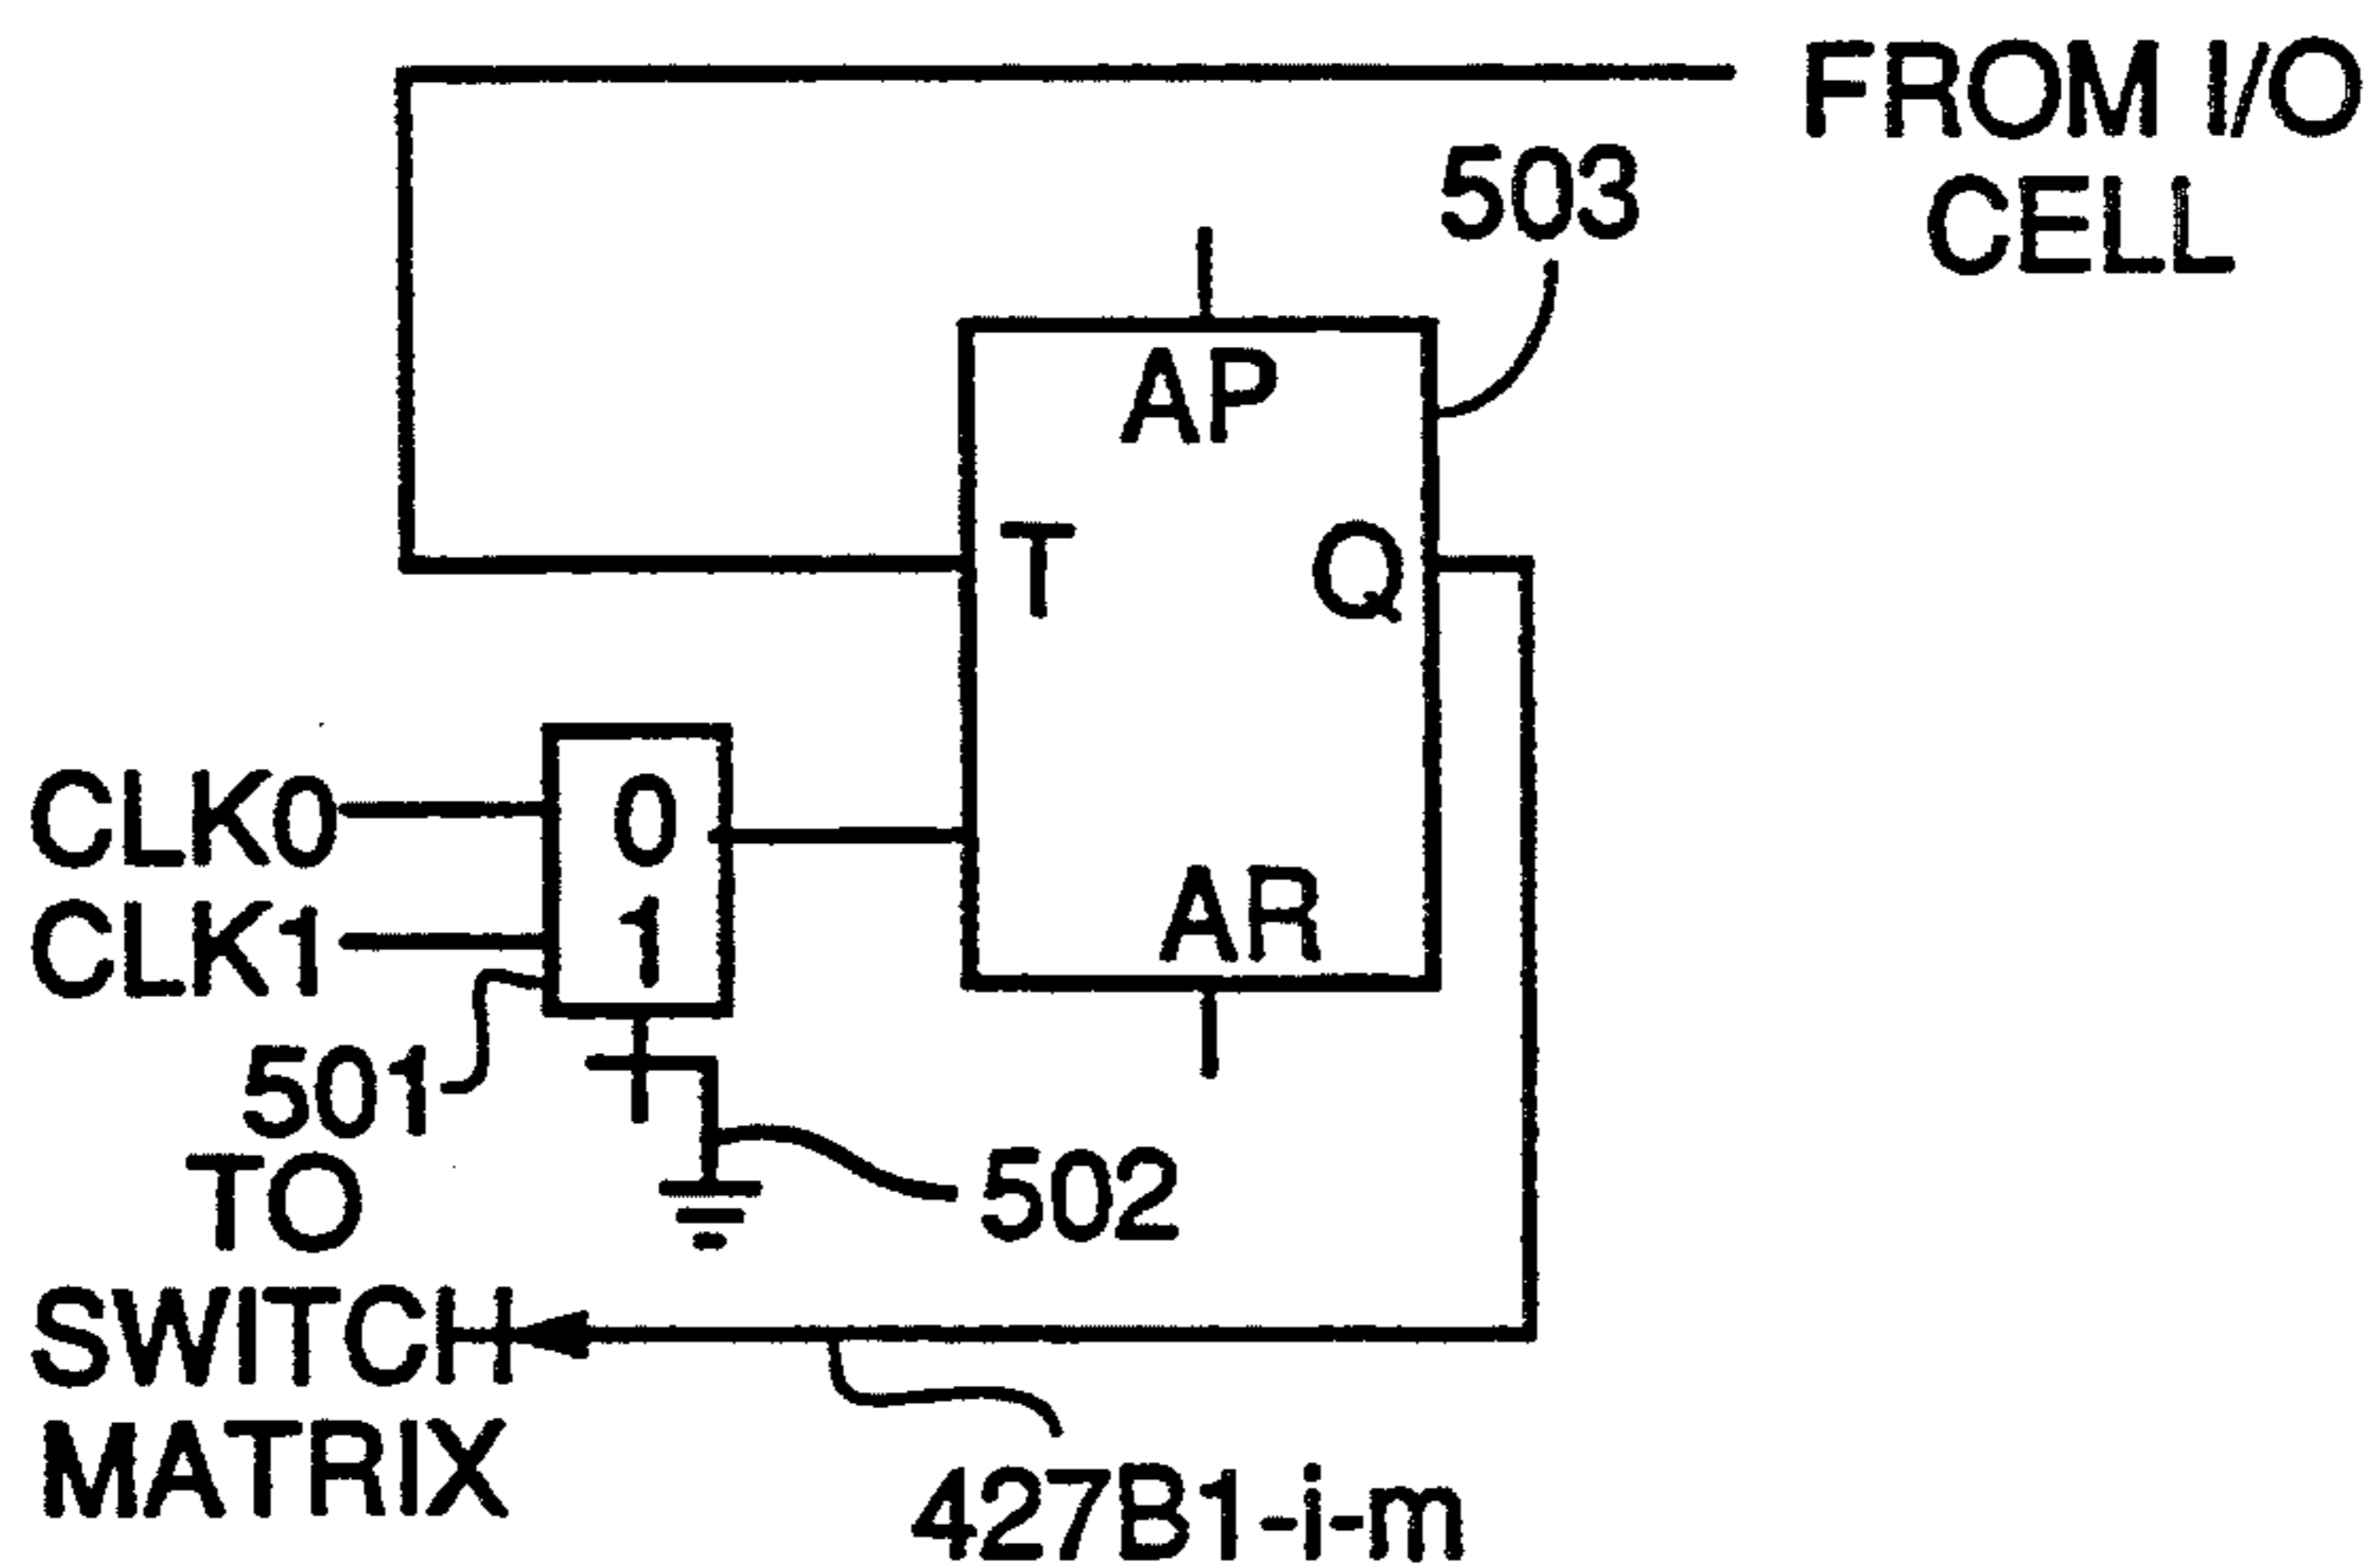 FROM I/O
CELL
503
AP
T
Q
CLK0
0
CLK1
1
AR
501
502
TO
SWITCH
MATRIX
427B1-i-m